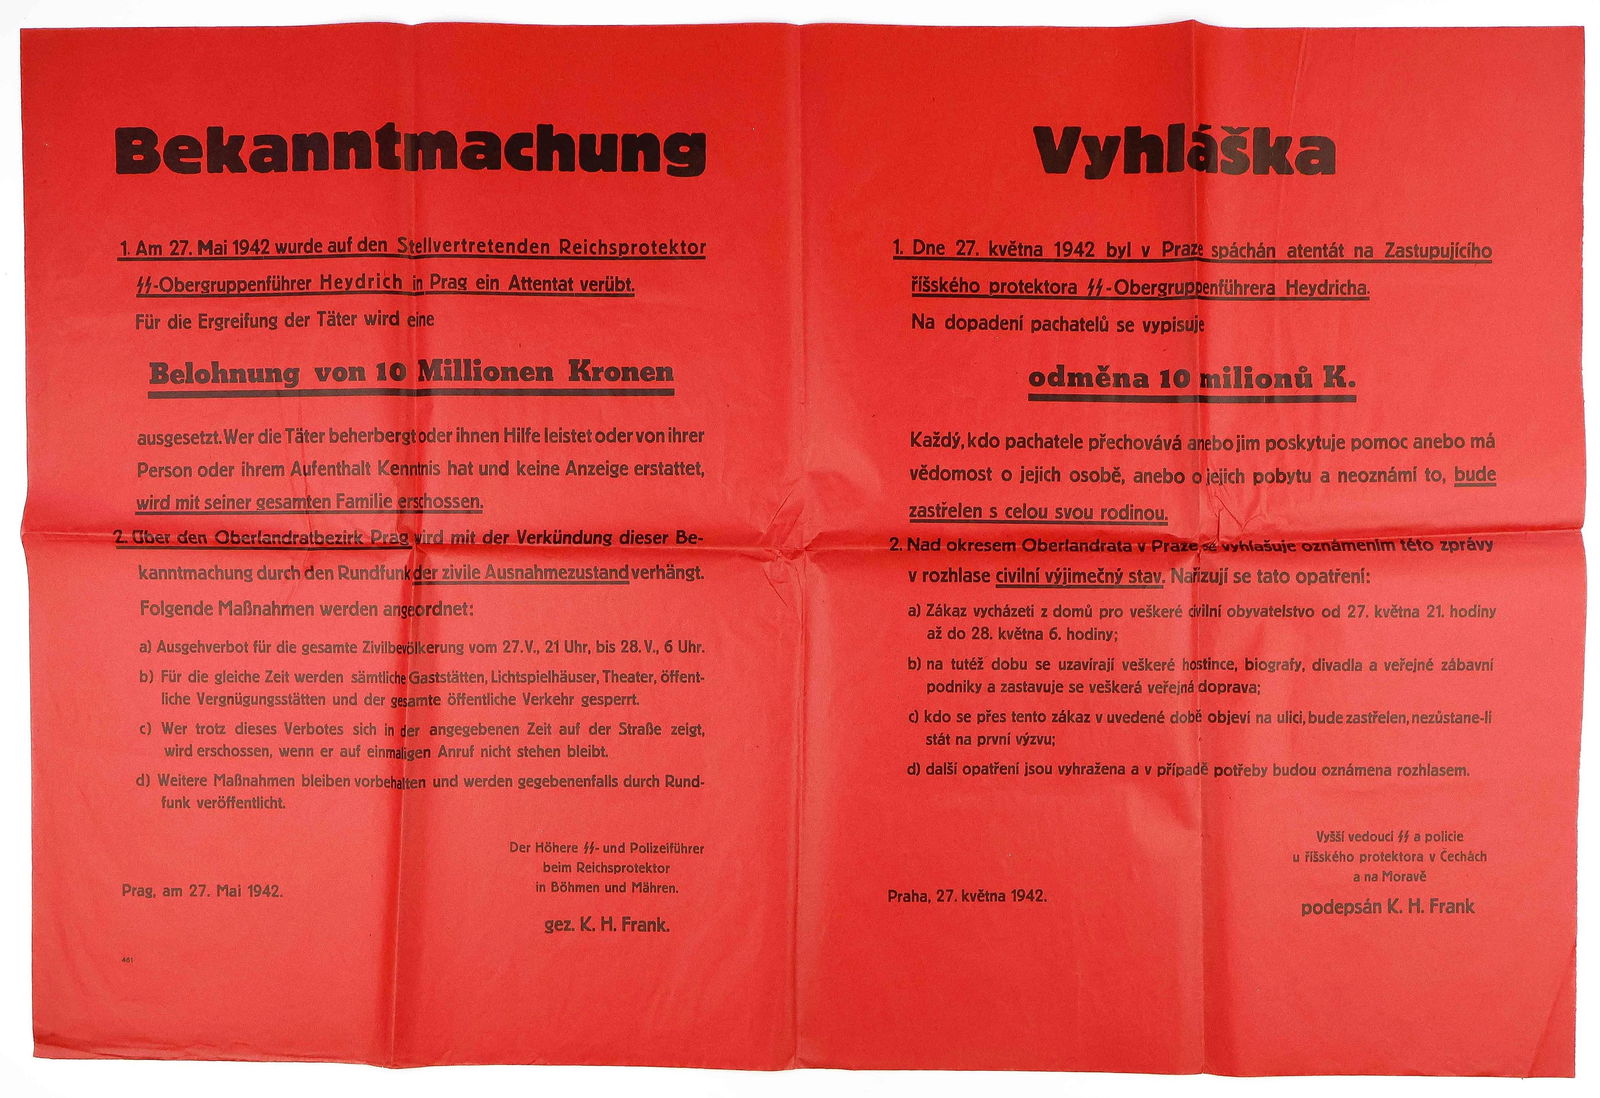 Bekanntmachung
1. Am 27. Mai 1942 wurde auf den Stellvertretenden Reichsprotektor
ϟϟ-Obergruppenführer Heydrich in Prag ein Attentat verübt.
Für die Ergreifung der Täter wird eine
Belohnung von 10 Millionen Kronen
ausgesetzt. Wer die Täter beherbergt oder ihnen Hilfe leistet oder von ihrer
Person oder ihrem Aufenthalt Kenntnis hat und keine Anzeige erstattet,
wird mit seiner gesamten Familie erschossen.
2. Über den Oberlandratbezirk Prag wird mit der Verkündung dieser Be-
kanntmachung durch den Rundfunk der zivile Ausnahmezustand verhängt.
Folgende Maßnahmen werden angeordnet:
a) Ausgehverbot für die gesamte Zivilbevölkerung vom 27. V., 21 Uhr, bis 28. V., 6 Uhr.
b) Für die gleiche Zeit werden sämtliche Gaststätten, Lichtspielhäuser, Theater, öffent-
liche Vergnügungsstätten und der gesamte öffentliche Verkehr gesperrt.
c) Wer trotz dieses Verbotes sich in der angegebenen Zeit auf der Straße zeigt,
wird erschossen, wenn er auf einmaligen Anruf nicht stehen bleibt.
d) Weitere Maßnahmen bleiben vorbehalten und werden gegebenenfalls durch Rund-
funk veröffentlicht.
Der Höhere ϟϟ- und Polizeiführer
beim Reichsprotektor
in Böhmen und Mähren.
Prag, am 27. Mai 1942.
gez. K. H. Frank.
461
Vyhláška
1. Dne 27. května 1942 byl v Praze spáchán atentát na Zastupujícího
říšského protektora ϟϟ-Obergruppenführera Heydricha.
Na dopadení pachatelů se vypisuje
odměna 10 milionů K.
Každý, kdo pachatele přechovává anebo jim poskytuje pomoc anebo má
vědomost o jejich osobě, anebo o jejich pobytu a neoznámí to, bude
zastřelen s celou svou rodinou.
2. Nad okresem Oberlandrata v Praze se vyhlašuje oznámením této zprávy
v rozhlase civilní výjimečný stav. Nařizují se tato opatření:
a) Zákaz vycházeti z domů pro veškeré civilní obyvatelstvo od 27. května 21. hodiny
až do 28. května 6. hodiny;
b) na tutéž dobu se uzavírají veškeré hostince, biografy, divadla a veřejné zábavní
podniky a zastavuje se veškerá veřejná doprava;
c) kdo se přes tento zákaz v uvedené době objeví na ulici, bude zastřelen, nezůstane-li
stát na první výzvu;
d) další opatření jsou vyhražena a v případě potřeby budou oznámena rozhlasem.
Vyšší vedoucí ϟϟ a policie
u říšského protektora v Čechách
a na Moravě
Praha, 27. května 1942.
podepsán K. H. Frank